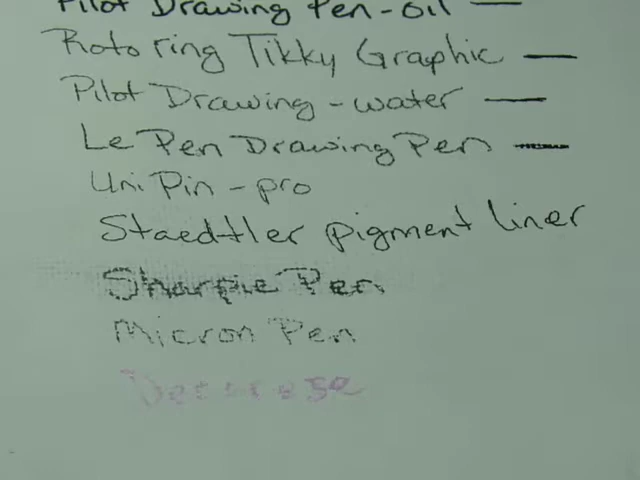 Pilot Drawing Pen-oil
Rotoring Tikky Graphic
Pilot Drawing - water
Le Pen Drawing Pen
Uni Pin - pro
Staedtler pigment liner
Sharpie Pen
Micron Pen